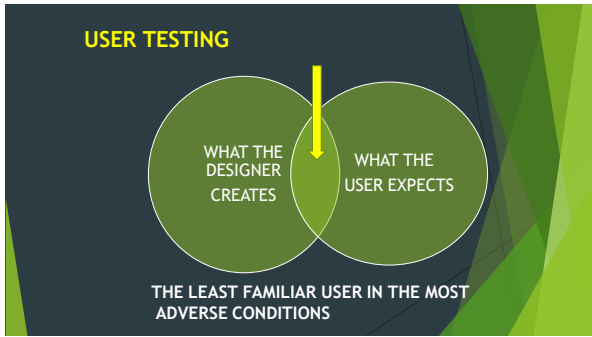 USER TESTING
WHAT THE
DESIGNER
CREATES
WHAT THE
USER EXPECTS
THE LEAST FAMILIAR USER IN THE MOST
ADVERSE CONDITIONS